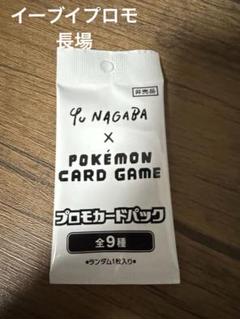 イーブイプロモ
長場
非売品
YU NAGABA
×
POKÉMON
CARD GAME
プロモカードパック
全9種
●ランダム1枚入り●